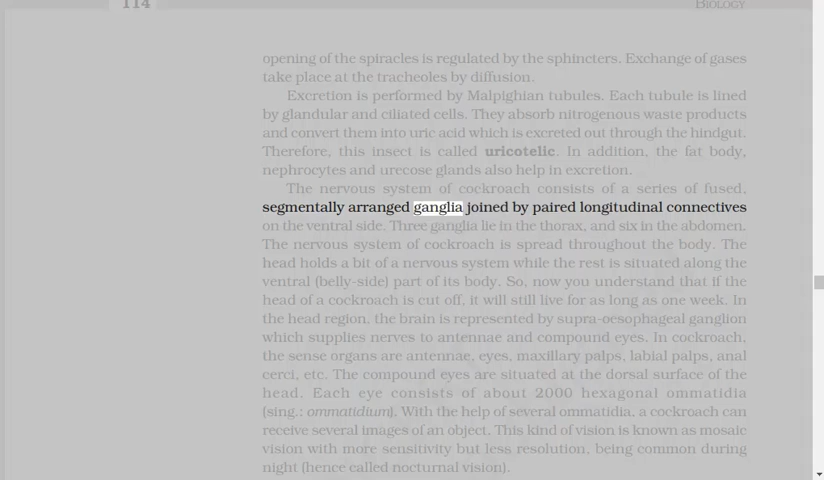 114
BIOLOGY
opening of the spiracles is regulated by the sphincters. Exchange of gases
take place at the tracheoles by diffusion.
Excretion is performed by Malpighian tubules. Each tubule is lined
by glandular and ciliated cells. They absorb nitrogenous waste products
and convert them into uric acid which is excreted out through the hindgut.
Therefore, this insect is called uricotelic. In addition, the fat body,
nephrocytes and urecose glands also help in excretion.
The nervous system of cockroach consists of a series of fused,
segmentally arranged ganglia joined by paired longitudinal connectives
on the ventral side. Three ganglia lie in the thorax, and six in the abdomen.
The nervous system of cockroach is spread throughout the body. The
head holds a bit of a nervous system while the rest is situated along the
ventral (belly-side) part of its body. So, now you understand that if the
head of a cockroach is cut off, it will still live for as long as one week. In
the head region, the brain is represented by supra-oesophageal ganglion
which supplies nerves to antennae and compound eyes. In cockroach,
the sense organs are antennae, eyes, maxillary palps, labial palps, anal
cerci, etc. The compound eyes are situated at the dorsal surface of the
head. Each eye consists of about 2000 hexagonal ommatidia
(sing.: ommatidium). With the help of several ommatidia, a cockroach can
receive several images of an object. This kind of vision is known as mosaic
vision with more sensitivity but less resolution, being common during
night (hence called nocturnal vision).